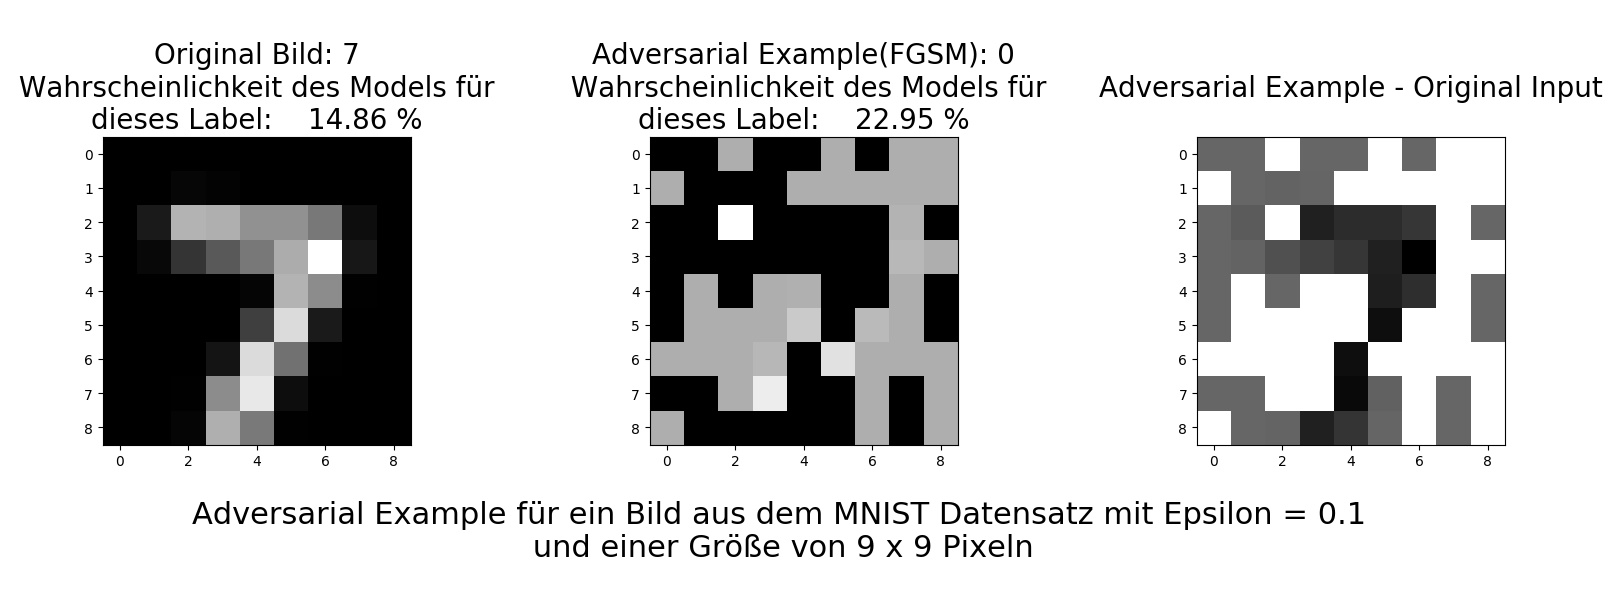 Original Bild: 7
Wahrscheinlichkeit des Models für
dieses Label: 14.86 %
0
1
2
3
4
5
6
7
8
0 2 4 6 8
Adversarial Example(FGSM): 0
Wahrscheinlichkeit des Models für
dieses Label: 22.95 %
0
1
2
3
4
5
6
7
8
0 2 4 6 8
Adversarial Example - Original Input
0
1
2
3
4
5
6
7
8
0 2 4 6 8
Adversarial Example für ein Bild aus dem MNIST Datensatz mit Epsilon = 0.1
und einer Größe von 9 x 9 Pixeln